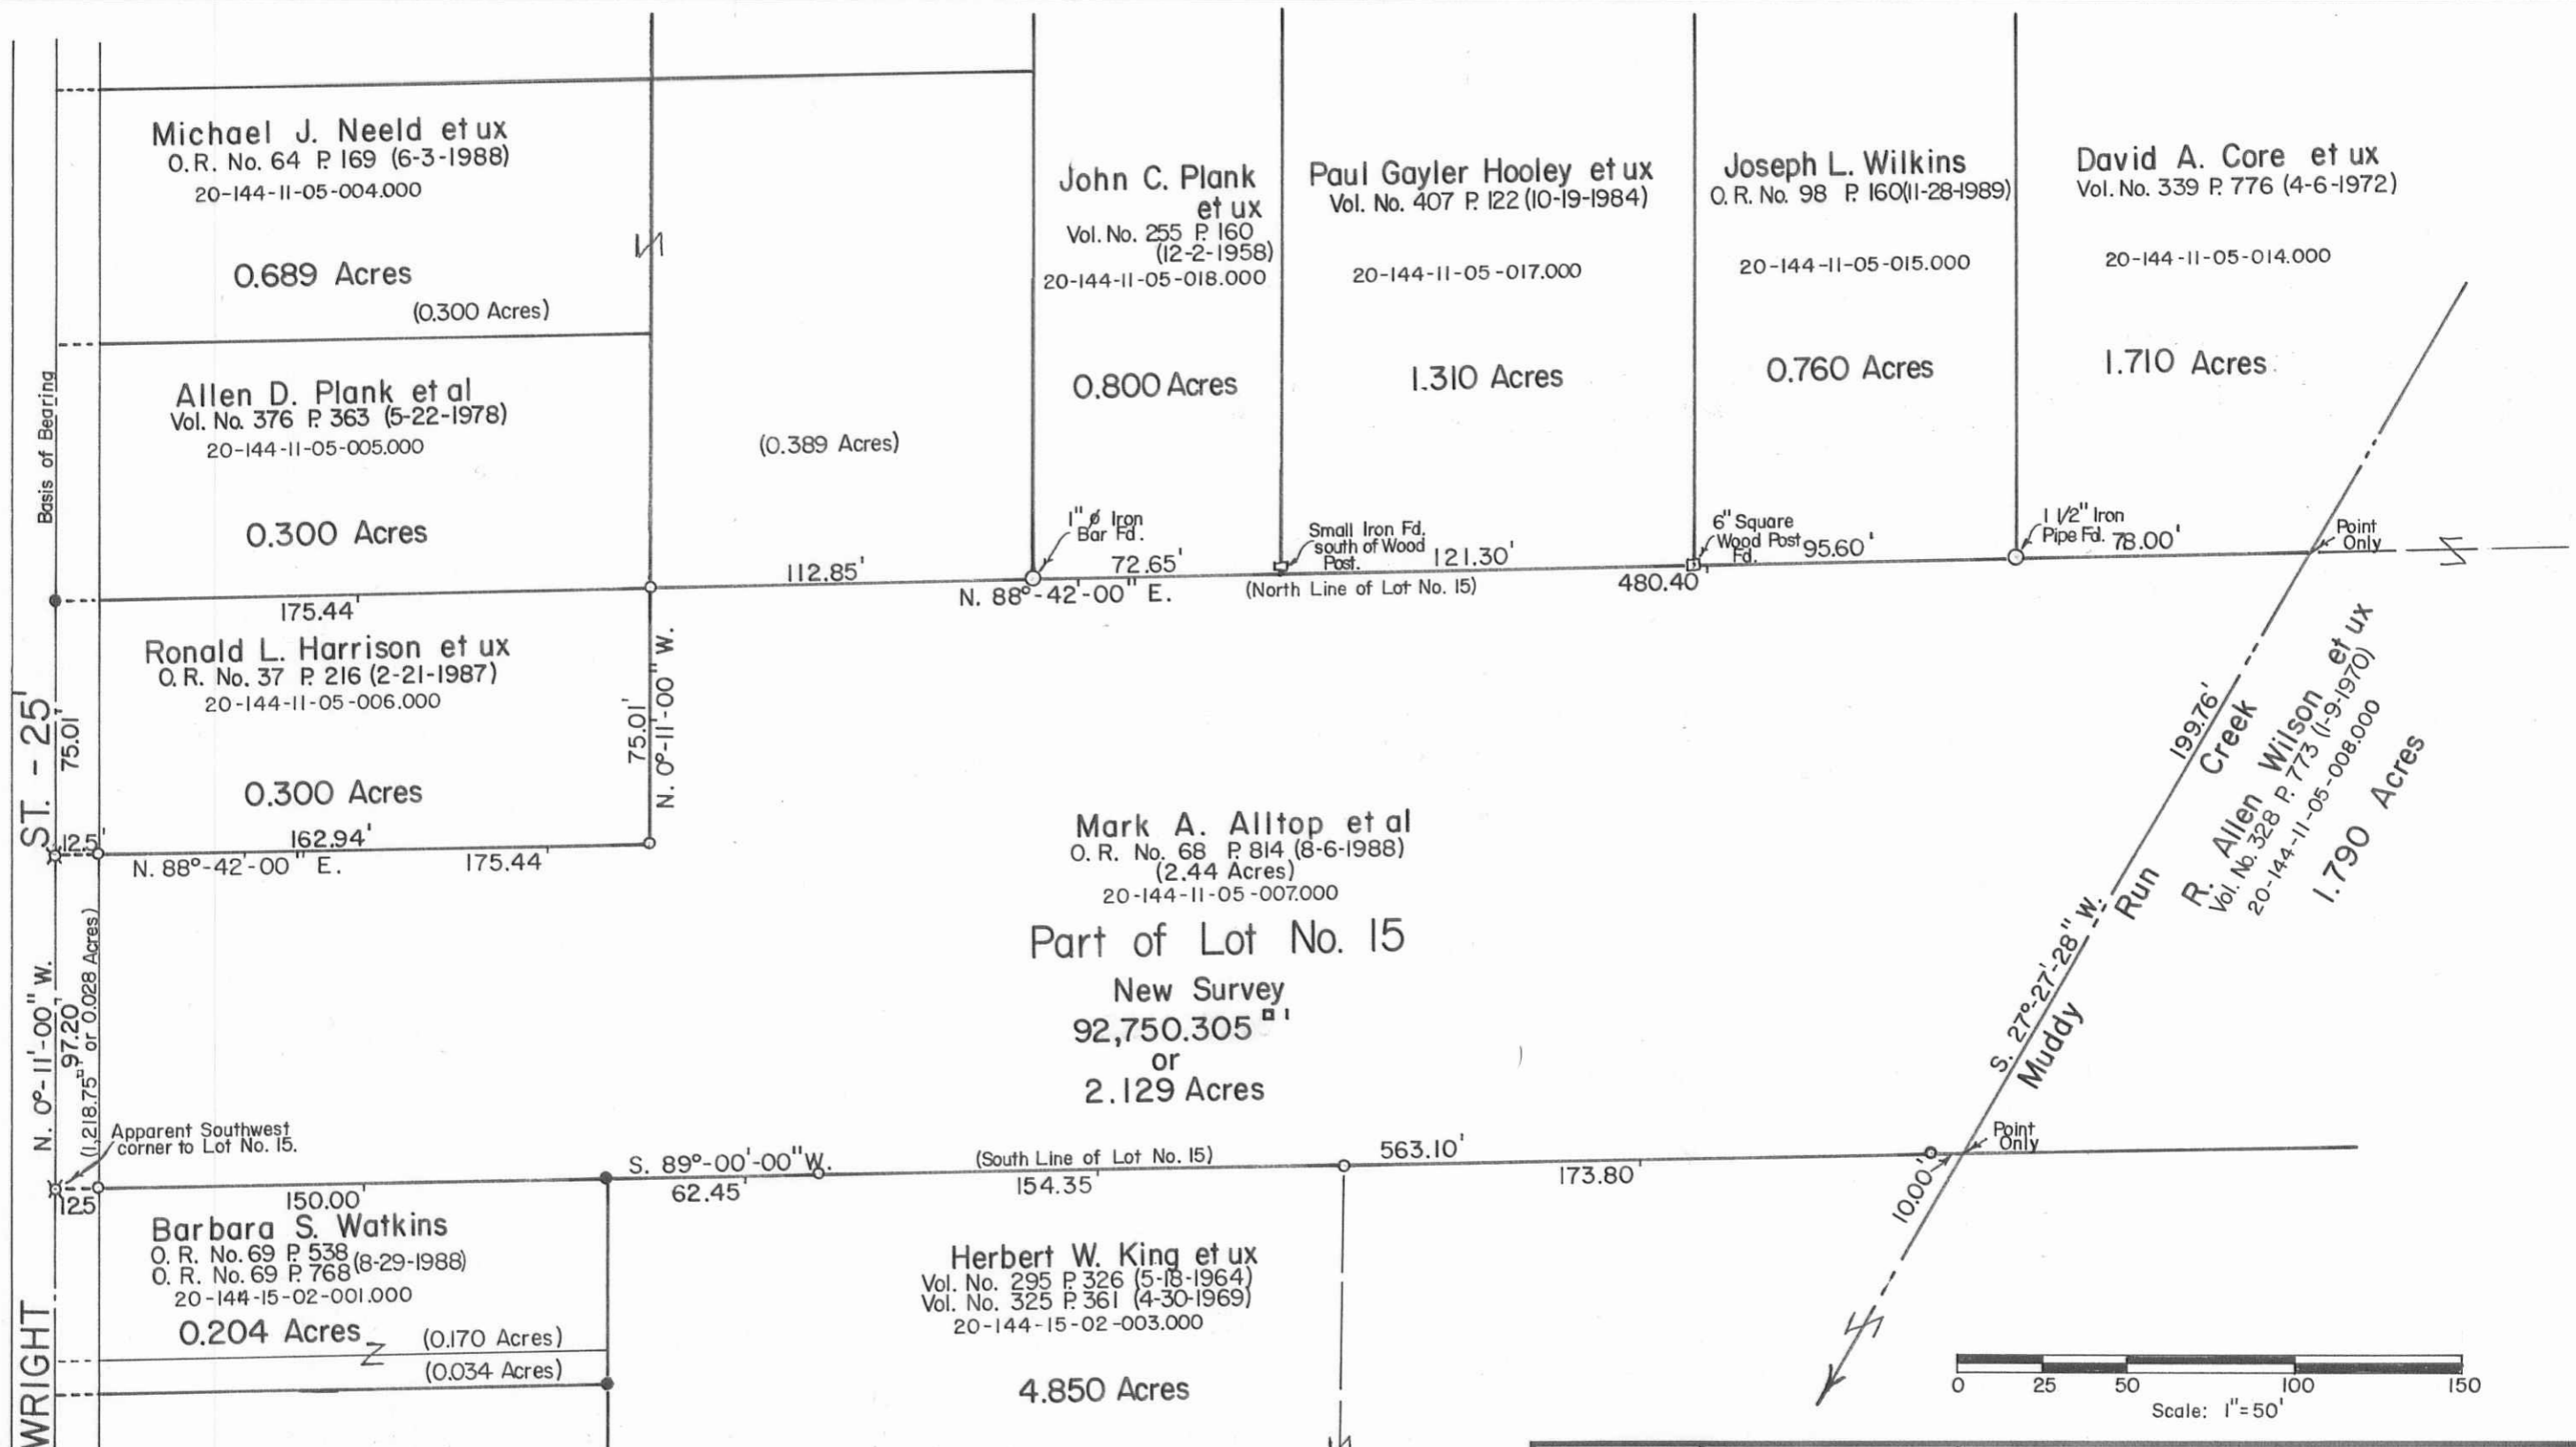 Michael J. Neeld et ux
O.R. No. 64 P. 169 (6-3-1988)
20-144-11-05-004.000
0.689 Acres
(0.300 Acres)
Allen D. Plank et al
Vol. No. 376 P. 363 (5-22-1978)
20-144-11-05-005.000
0.300 Acres
(0.389 Acres)
John C. Plank
et ux
Vol. No. 255 P. 160
(12-2-1958)
20-144-11-05-018.000
0.800 Acres
Paul Gayler Hooley et ux
Vol. No. 407 P. 122 (10-19-1984)
20-144-11-05-017.000
1.310 Acres
Joseph L. Wilkins
O.R. No. 98 P. 160 (11-28-1989)
20-144-11-05-015.000
0.760 Acres
David A. Core et ux
Vol. No. 339 P. 776 (4-6-1972)
20-144-11-05-014.000
1.710 Acres
Basis of Bearing
1" ø Iron
Bar Fd.
Small Iron Fd.
south of Wood
Post.
6" Square
Wood Post
Fd.
1 1/2" Iron
Pipe Fd.
Point
Only
112.85'
72.65'
121.30'
95.60'
78.00'
N. 88°-42'-00" E.
(North Line of Lot No. 15)
480.40'
175.44'
Ronald L. Harrison et ux
O.R. No. 37 P. 216 (2-21-1987)
20-144-11-05-006.000
0.300 Acres
75.01'
75.01'
N. 0°-11'-00" W.
12.5'
162.94'
N. 88°-42'-00" E.
175.44'
WRIGHT ST. - 25'
N. 0°-11'-00" W.
97.20'
(1,218.75 □' or 0.028 Acres)
Mark A. Alltop et al
O. R. No. 68 P. 814 (8-6-1988)
(2.44 Acres)
20-144-11-05-007.000
Part of Lot No. 15
New Survey
92,750.305 □'
or
2.129 Acres
199.76'
S. 27°-27'-28" W.
Muddy Run Creek
R. Allen Wilson et ux
Vol. No. 328 P. 773 (1-9-1970)
20-144-11-05-008.000
1.790 Acres
Apparent Southwest
corner to Lot No. 15.
S. 89°-00'-00" W.
(South Line of Lot No. 15)
563.10'
Point
Only
12.5
150.00'
62.45'
154.35'
173.80'
10.00'
Barbara S. Watkins
O. R. No. 69 P. 538 (8-29-1988)
O. R. No. 69 P. 768
20-144-15-02-001.000
0.204 Acres
(0.170 Acres)
(0.034 Acres)
Herbert W. King et ux
Vol. No. 295 P. 326 (5-18-1964)
Vol. No. 325 P. 361 (4-30-1969)
20-144-15-02-003.000
4.850 Acres
0 25 50 100 150
Scale: 1"=50'